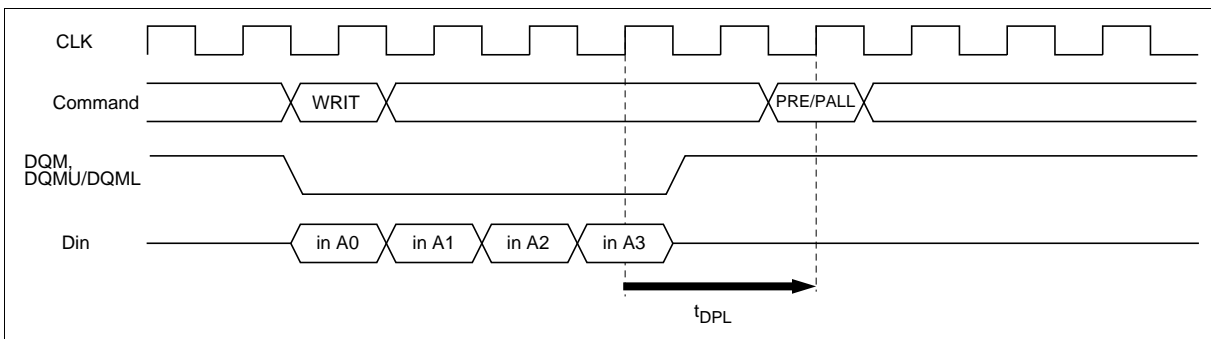 CLK
Command
WRIT
PRE/PALL
DQM,
DQMU/DQML
Din
in A0
in A1
in A2
in A3
tDPL